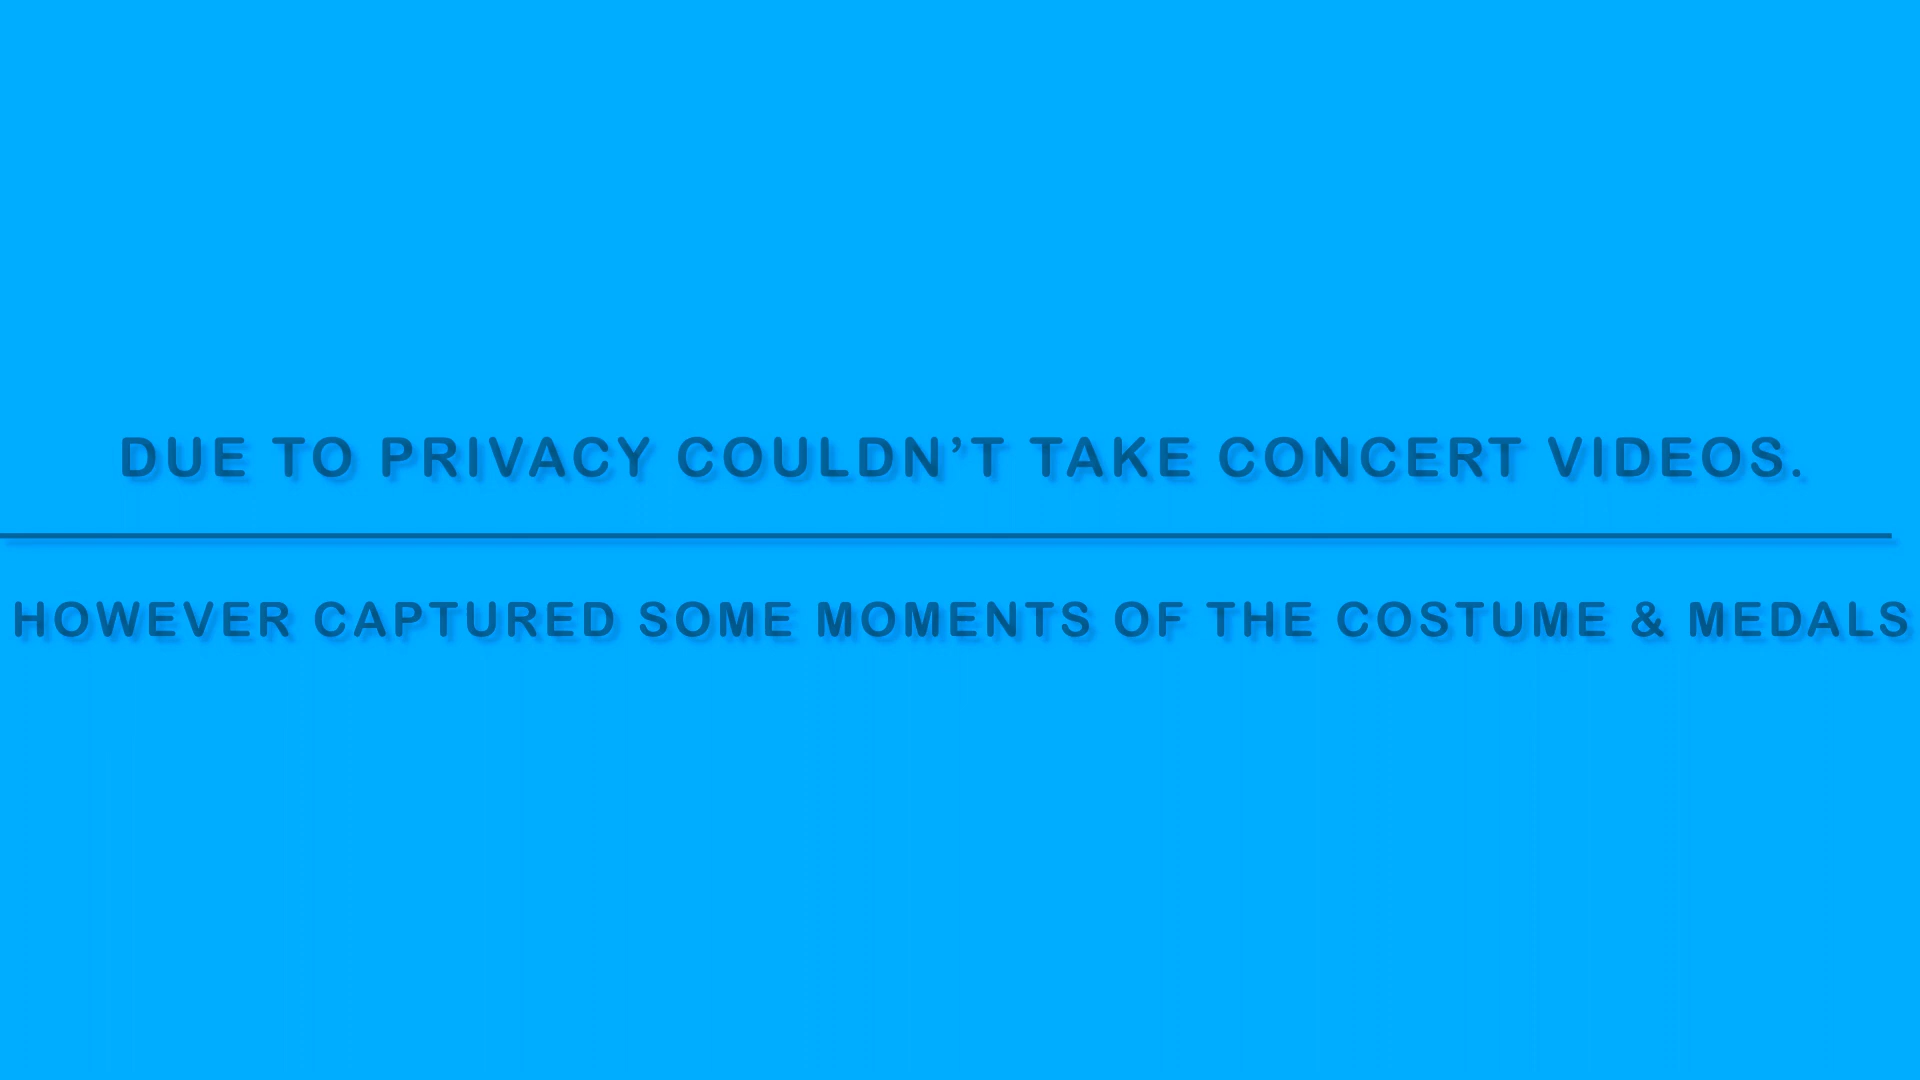 DUE TO PRIVACY COULDN’T TAKE CONCERT VIDEOS.
HOWEVER CAPTURED SOME MOMENTS OF THE COSTUME & MEDALS